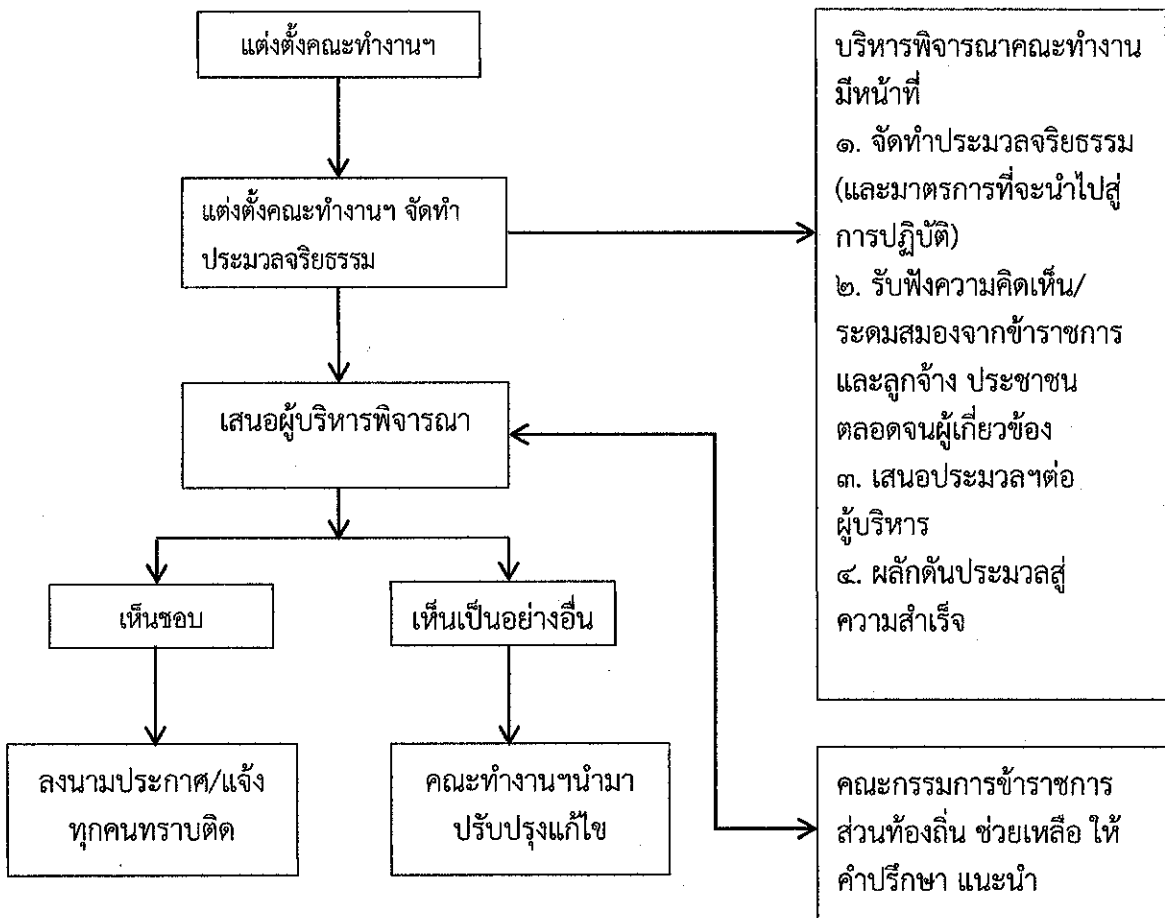 แต่งตั้งคณะทำงานฯ
แต่งตั้งคณะทำงานฯ จัดทำ
ประมวลจริยธรรม
เสนอผู้บริหารพิจารณา
เห็นชอบ
เห็นเป็นอย่างอื่น
ลงนามประกาศ/แจ้ง
ทุกคนทราบติด
คณะทำงานฯนำมา
ปรับปรุงแก้ไข
บริหารพิจารณาคณะทำงาน
มีหน้าที่
๑. จัดทำประมวลจริยธรรม
(และมาตรการที่จะนำไปสู่
การปฏิบัติ)
๒. รับฟังความคิดเห็น/
ระดมสมองจากข้าราชการ
และลูกจ้าง ประชาชน
ตลอดจนผู้เกี่ยวข้อง
๓. เสนอประมวลฯต่อ
ผู้บริหาร
๔. ผลักดันประมวลสู่
ความสำเร็จ
คณะกรรมการข้าราชการ
ส่วนท้องถิ่น ช่วยเหลือ ให้
คำปรึกษา แนะนำ